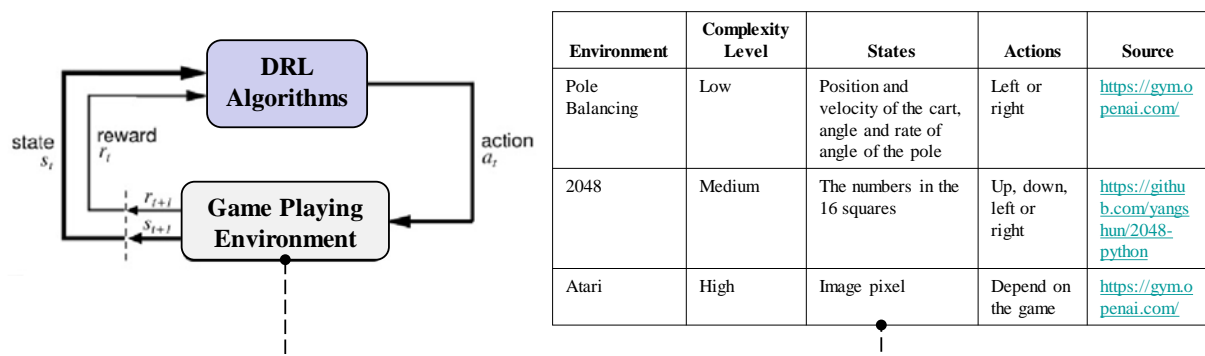 DRL
Algorithms
state
s_t
reward
r_t
action
a_t
r_{t+1}
s_{t+1}
Game Playing
Environment
Environment
Complexity
Level
States
Actions
Source
Pole
Balancing
Low
Position and
velocity of the cart,
angle and rate of
angle of the pole
Left or
right
https://gym.o
penai.com/
2048
Medium
The numbers in the
16 squares
Up, down,
left or
right
https://githu
b.com/yangs
hun/2048-
python
Atari
High
Image pixel
Depend on
the game
https://gym.o
penai.com/